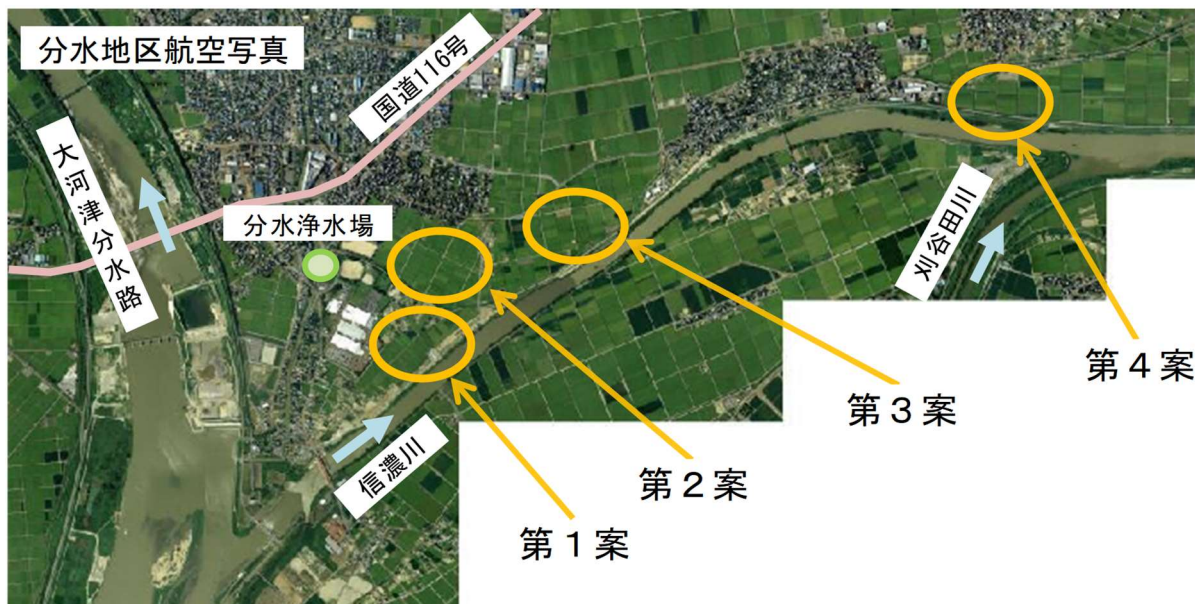 分水地区航空写真
国道116号
大河津分水路
分水浄水場
刈谷田川
信濃川
第4案
第3案
第2案
第1案